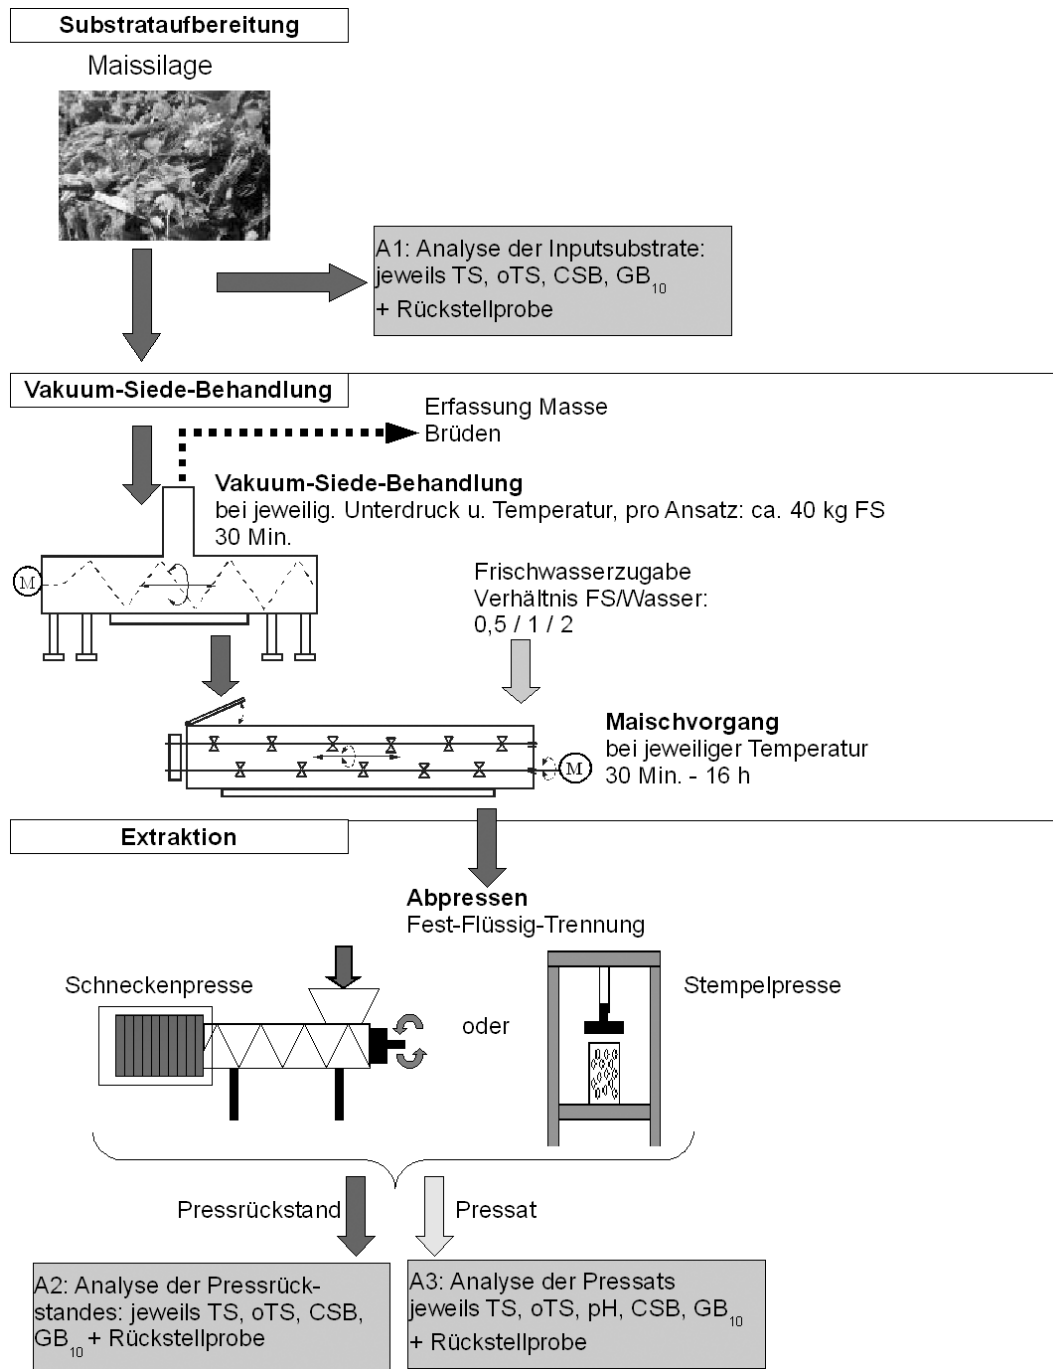 Substrataufbereitung
Maissilage
A1: Analyse der Inputsubstrate:
jeweils TS, oTS, CSB, GB10
+ Rückstellprobe
Vakuum-Siede-Behandlung
Erfassung Masse
Brüden
Vakuum-Siede-Behandlung
bei jeweilig. Unterdruck u. Temperatur, pro Ansatz: ca. 40 kg FS
30 Min.
M
Frischwasserzugabe
Verhältnis FS/Wasser:
0,5 / 1 / 2
Maischvorgang
bei jeweiliger Temperatur
30 Min. - 16 h
M
Extraktion
Abpressen
Fest-Flüssig-Trennung
Schneckenpresse
oder
Stempelpresse
Pressrückstand
Pressat
A2: Analyse der Pressrück-
standes: jeweils TS, oTS, CSB,
GB10 + Rückstellprobe
A3: Analyse der Pressats
jeweils TS, oTS, pH, CSB, GB10
+ Rückstellprobe